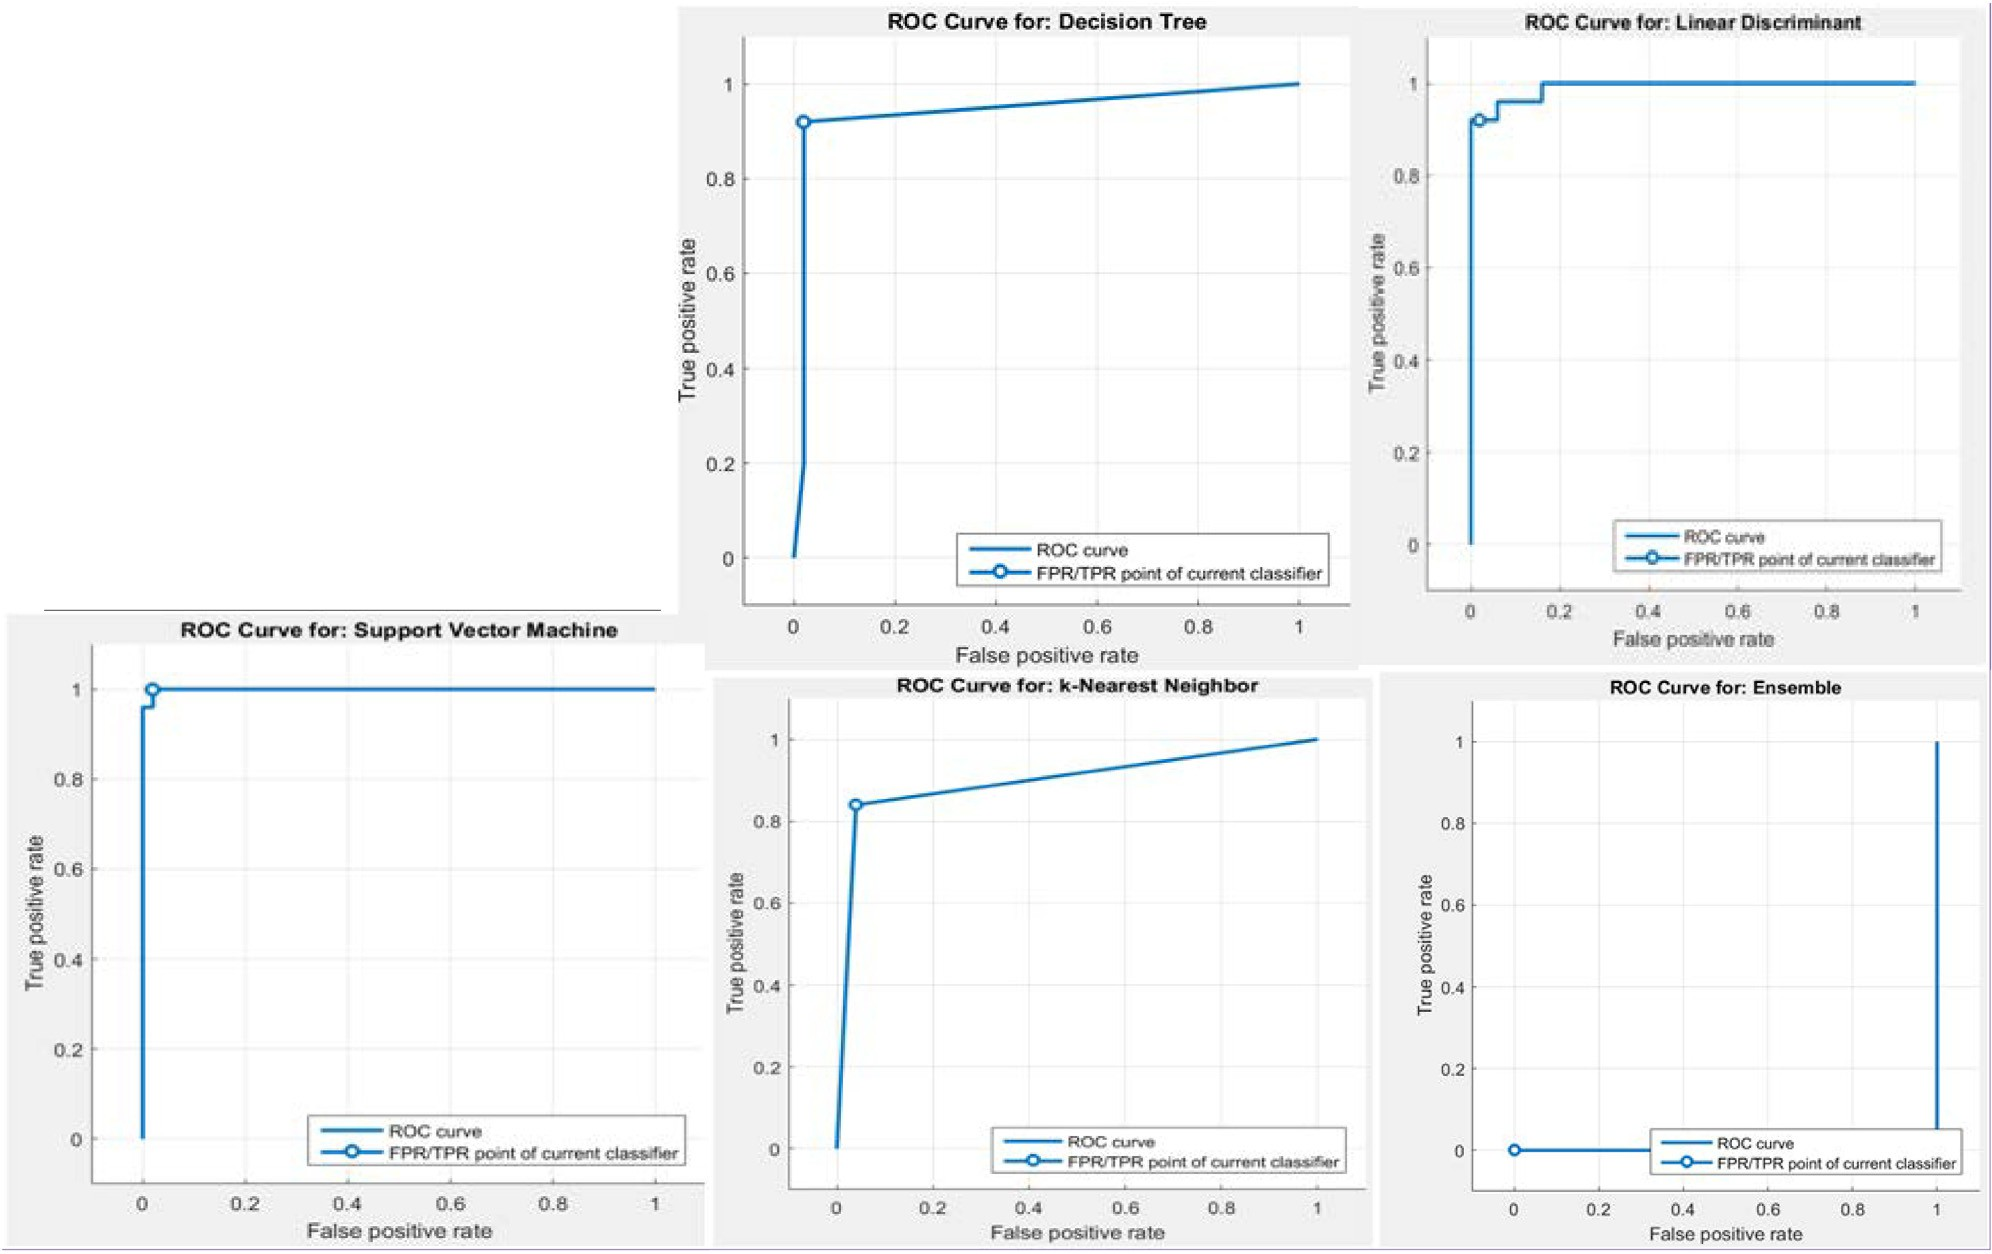 ROC Curve for: Decision Tree
1
0.8
0.6
0.4
0.2
0
True positive rate
ROC curve
FPR/TPR point of current classifier
0 0.2 0.4 0.6 0.8 1
False positive rate
ROC Curve for: Linear Discriminant
1
0.8
0.6
0.4
0.2
0
True positive rate
ROC curve
FPR/TPR point of current classifier
0 0.2 0.4 0.6 0.8 1
False positive rate
ROC Curve for: Support Vector Machine
1
0.8
0.6
0.4
0.2
0
True positive rate
ROC curve
FPR/TPR point of current classifier
0 0.2 0.4 0.6 0.8 1
False positive rate
ROC Curve for: k-Nearest Neighbor
1
0.8
0.6
0.4
0.2
0
True positive rate
ROC curve
FPR/TPR point of current classifier
0 0.2 0.4 0.6 0.8 1
False positive rate
ROC Curve for: Ensemble
1
0.8
0.6
0.4
0.2
0
True positive rate
ROC curve
FPR/TPR point of current classifier
0 0.2 0.4 0.6 0.8 1
False positive rate